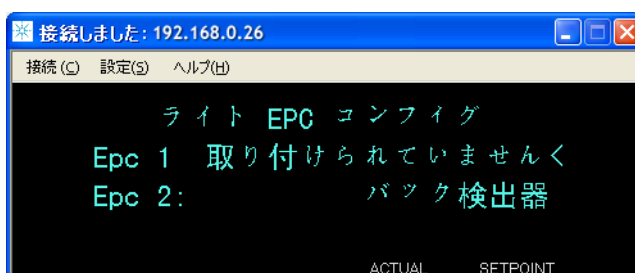 接続しました: 192.168.0.26
接続(C) 設定(S) ヘルプ(H)
ライト EPC コンフィグ
Epc 1 取り付けられていませんく
Epc 2: バック検出器
ACTUAL SETPOINT